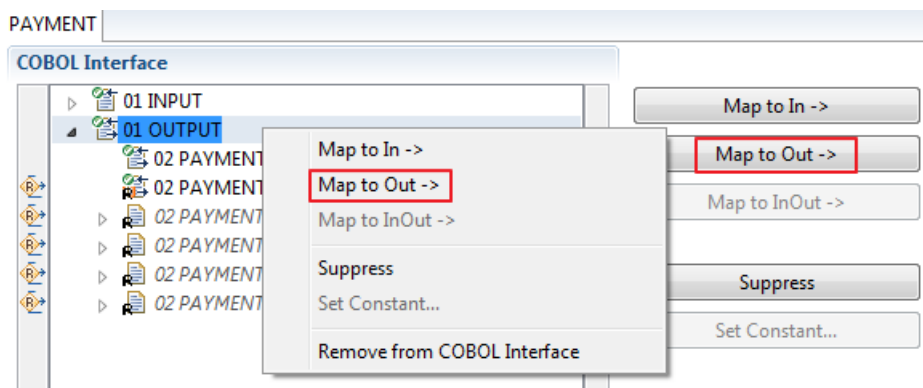 PAYMENT
COBOL Interface
01 INPUT
Map to In ->
01 OUTPUT
Map to In ->
Map to Out ->
02 PAYMENT
Map to Out ->
02 PAYMENT
Map to InOut ->
02 PAYMENT
Map to InOut ->
02 PAYMENT
02 PAYMENT
Suppress
Suppress
02 PAYMENT
Set Constant...
Set Constant...
Remove from COBOL Interface